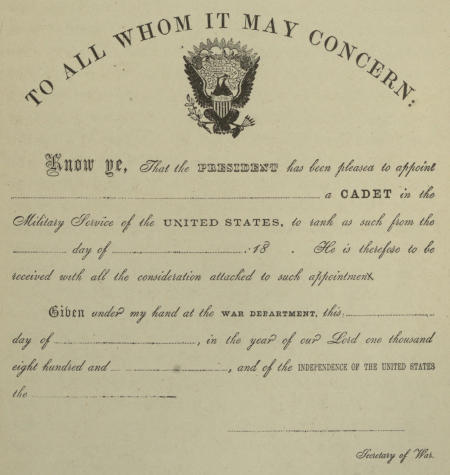 TO ALL WHOM IT MAY CONCERN:
Know ye, That the PRESIDENT has been pleased to appoint
a CADET in the
Military Service of the UNITED STATES, to rank as such from the
day of :18 . He is therefore to be
received with all the consideration attached to such appointment.
Given under my hand at the WAR DEPARTMENT, this
day of , in the year of our Lord one thousand
eight hundred and , and of the INDEPENDENCE OF THE UNITED STATES
the
Secretary of War.